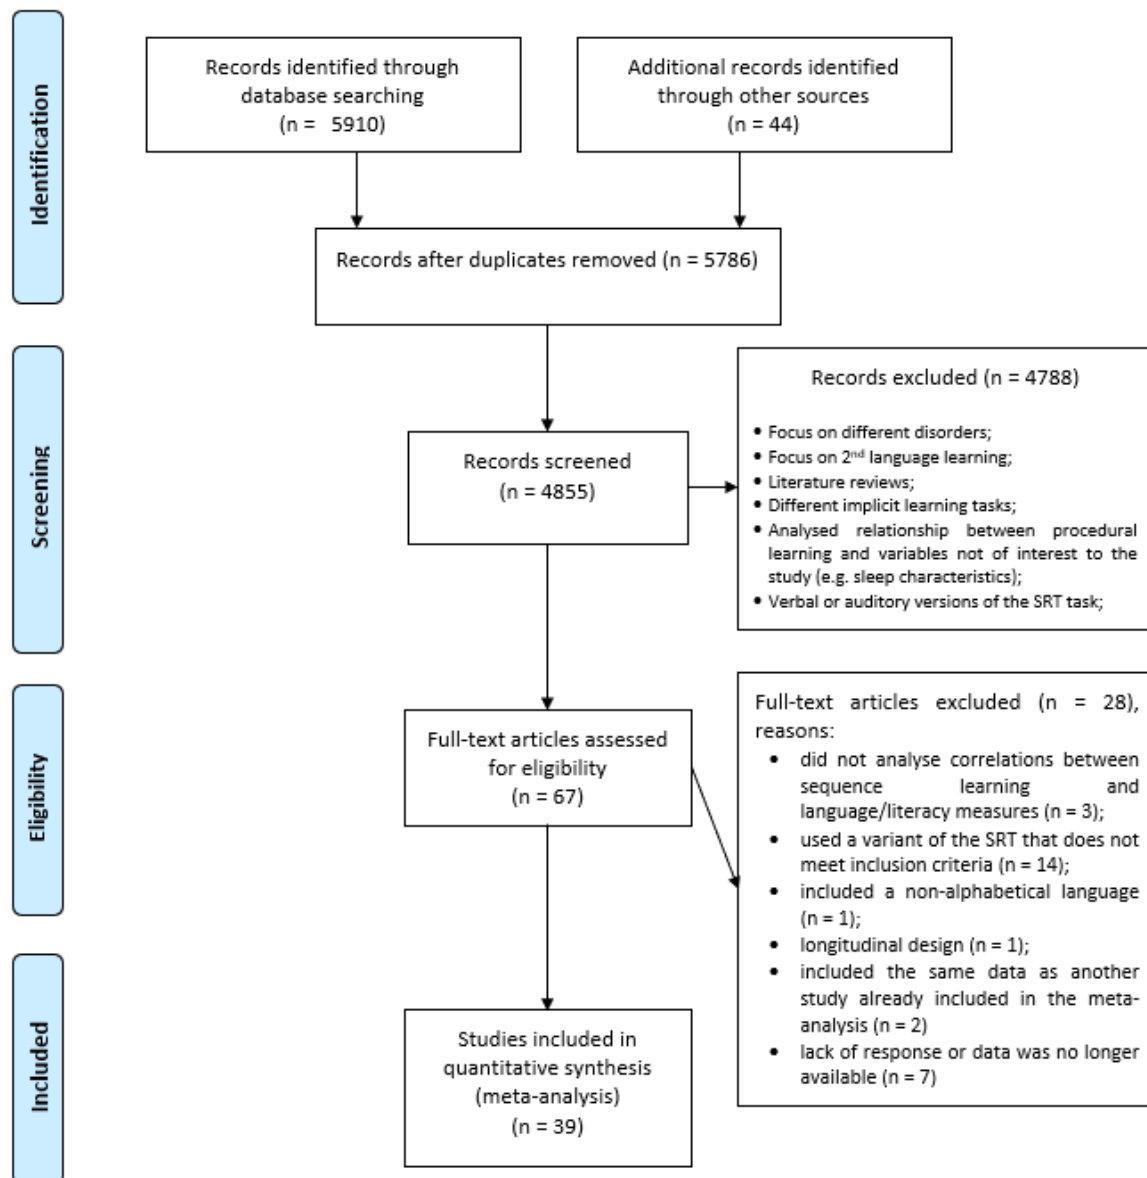 Identification
Records identified through
database searching
(n =   5910)
Additional records identified
through other sources
(n = 44)
Records after duplicates removed (n = 5786)
Screening
Records screened
(n = 4855)
Records excluded (n = 4788)
• Focus on different disorders;
• Focus on 2nd language learning;
• Literature reviews;
• Different implicit learning tasks;
• Analysed relationship between procedural
learning and variables not of interest to the
study (e.g. sleep characteristics);
• Verbal or auditory versions of the SRT task;
Eligibility
Full-text articles assessed
for eligibility
(n = 67)
Full-text articles excluded (n = 28),
reasons:
• did not analyse correlations between
sequence learning and
language/literacy measures (n = 3);
• used a variant of the SRT that does not
meet inclusion criteria (n = 14);
• included a non-alphabetical language
(n = 1);
• longitudinal design (n = 1);
• included the same data as another
study already included in the meta-
analysis (n = 2)
• lack of response or data was no longer
available (n = 7)
Included
Studies included in
quantitative synthesis
(meta-analysis)
(n = 39)